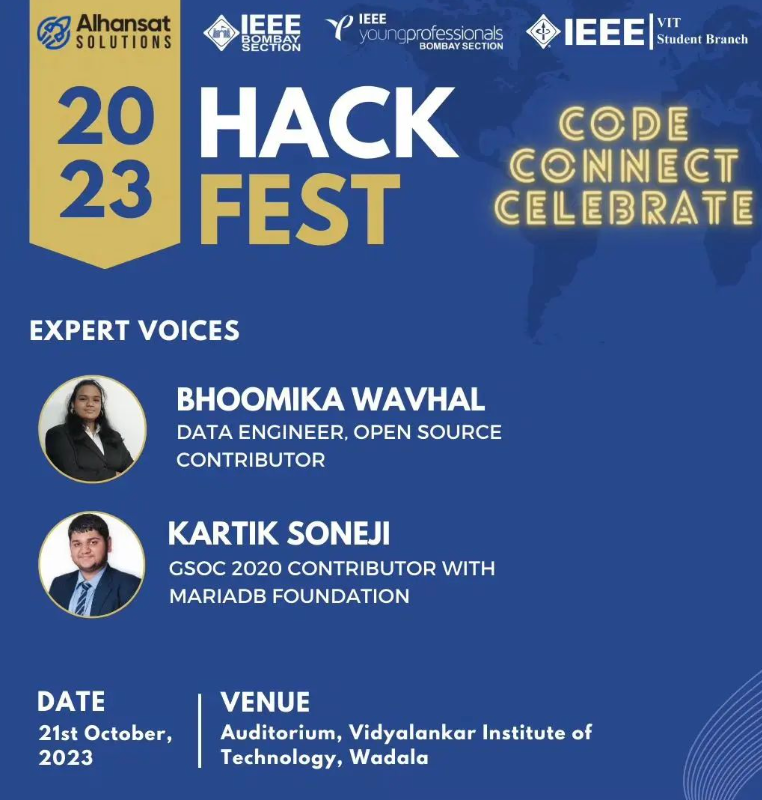 Alhansat
SOLUTIONS
IEEE
BOMBAY
SECTION
IEEE
youngprofessionals
BOMBAY SECTION
IEEE
VIT
Student Branch
20
23
HACK
FEST
CODE
CONNECT
CELEBRATE
EXPERT VOICES
BHOOMIKA WAVHAL
DATA ENGINEER, OPEN SOURCE
CONTRIBUTOR
KARTIK SONEJI
GSOC 2020 CONTRIBUTOR WITH
MARIADB FOUNDATION
DATE
21st October,
2023
VENUE
Auditorium, Vidyalankar Institute of
Technology, Wadala